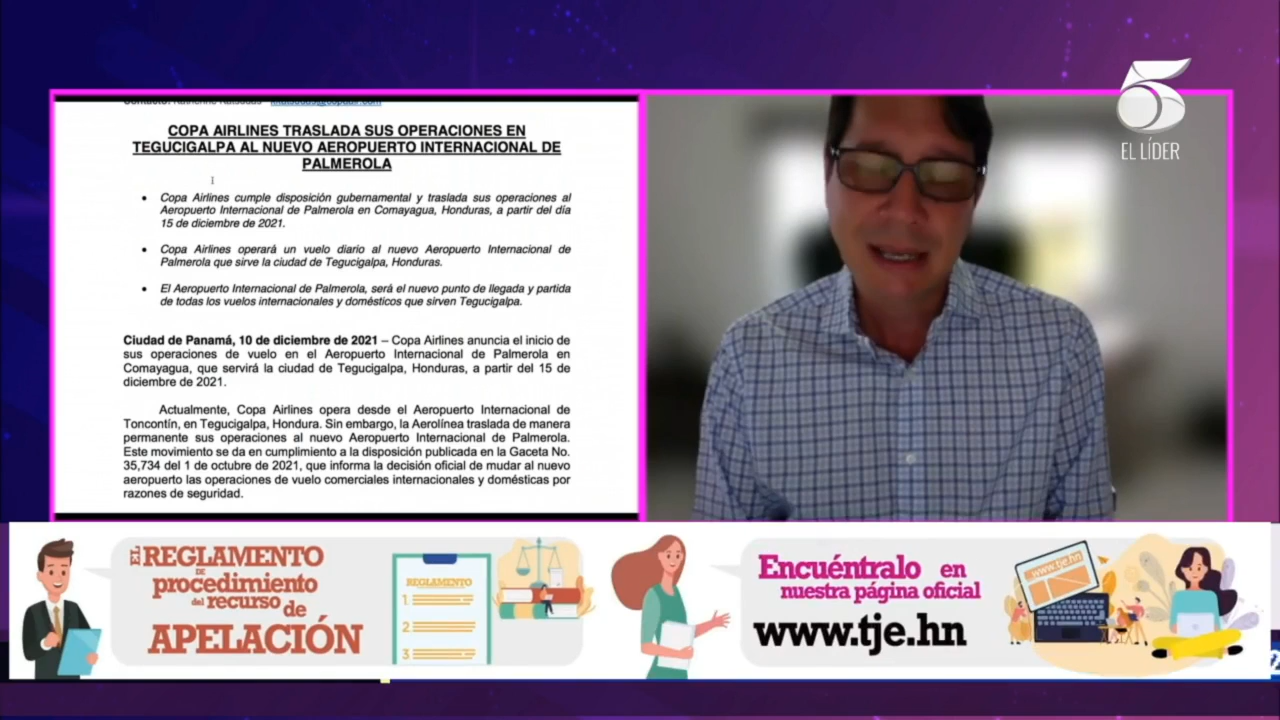 COPA AIRLINES TRASLADA SUS OPERACIONES EN
TEGUCIGALPA AL NUEVO AEROPUERTO INTERNACIONAL DE
PALMEROLA
• Copa Airlines cumple disposición gubernamental y traslada sus operaciones al
Aeropuerto Internacional de Palmerola en Comayagua, Honduras, a partir del día
15 de diciembre de 2021.
• Copa Airlines operará un vuelo diario al nuevo Aeropuerto Internacional de
Palmerola que sirve la ciudad de Tegucigalpa, Honduras.
• El Aeropuerto Internacional de Palmerola, será el nuevo punto de llegada y partida
de todas los vuelos internacionales y domésticos que sirven Tegucigalpa.
Ciudad de Panamá, 10 de diciembre de 2021 – Copa Airlines anuncia el inicio de
sus operaciones de vuelo en el Aeropuerto Internacional de Palmerola en
Comayagua, que servirá la ciudad de Tegucigalpa, Honduras, a partir del 15 de
diciembre de 2021.
Actualmente, Copa Airlines opera desde el Aeropuerto Internacional de
Toncontín, en Tegucigalpa, Hondura. Sin embargo, la Aerolínea traslada de manera
permanente sus operaciones al nuevo Aeropuerto Internacional de Palmerola.
Este movimiento se da en cumplimiento a la disposición publicada en la Gaceta No.
35,734 del 1 de octubre de 2021, que informa la decisión oficial de mudar al nuevo
aeropuerto las operaciones de vuelo comerciales internacionales y domésticas por
razones de seguridad.
5
EL LÍDER
EL REGLAMENTO
DE procedimiento
del recurso de
APELACIÓN
REGLAMENTO
1
2
3
Encuéntralo en
nuestra página oficial
www.tje.hn
www.tje.hn